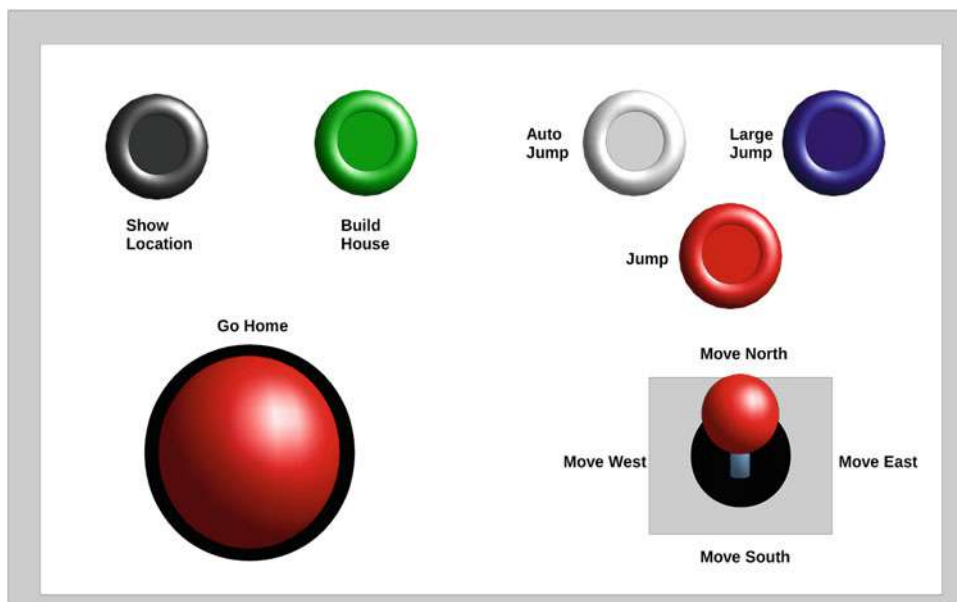 Auto
Jump
Large
Jump
Show
Location
Build
House
Jump
Go Home
Move North
Move West
Move East
Move South